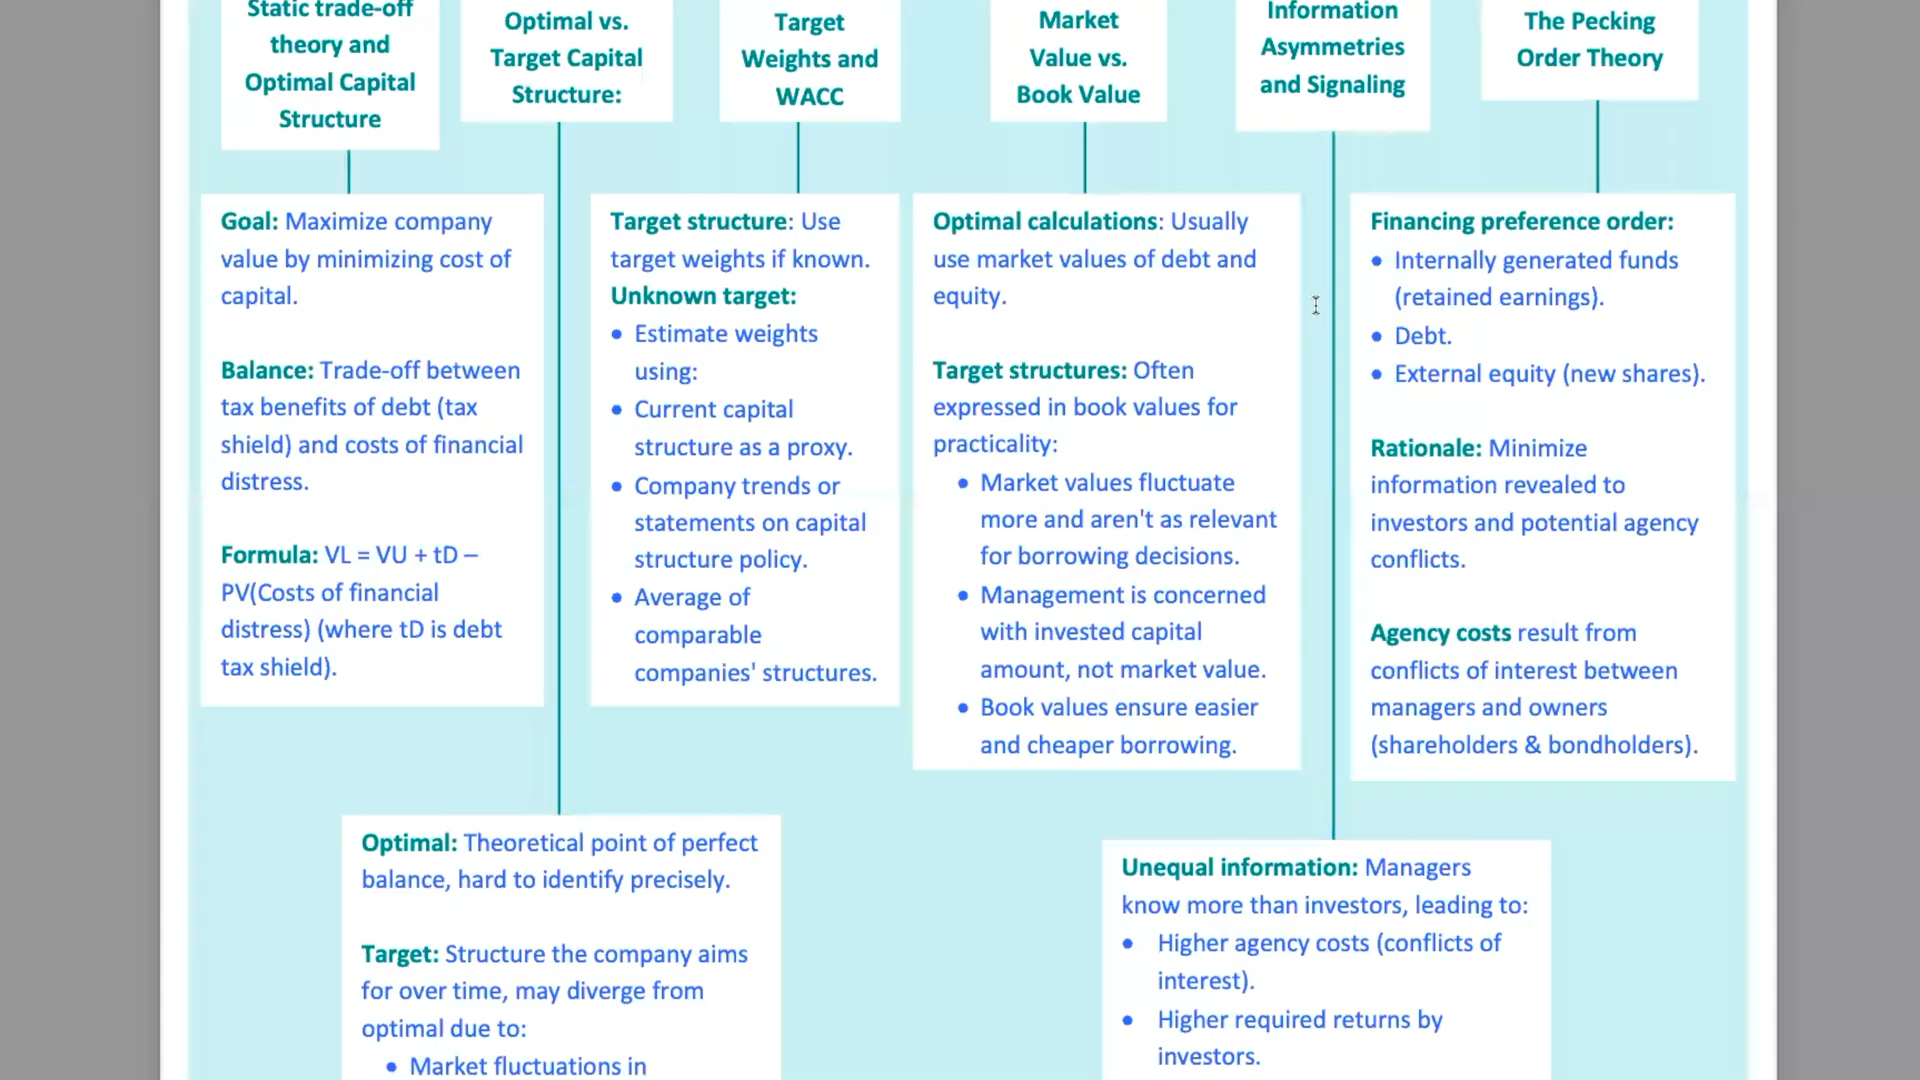 Static trade-off
theory and
Optimal Capital
Structure
Optimal vs.
Target Capital
Structure:
Target
Weights and
WACC
Market
Value vs.
Book Value
Information
Asymmetries
and Signaling
The Pecking
Order Theory
Goal: Maximize company
value by minimizing cost of
capital.
Balance: Trade-off between
tax benefits of debt (tax
shield) and costs of financial
distress.
Formula: VL = VU + tD –
PV(Costs of financial
distress) (where tD is debt
tax shield).
Target structure: Use
target weights if known.
Unknown target:
• Estimate weights
using:
• Current capital
structure as a proxy.
• Company trends or
statements on capital
structure policy.
• Average of
comparable
companies' structures.
Optimal calculations: Usually
use market values of debt and
equity.
Target structures: Often
expressed in book values for
practicality:
• Market values fluctuate
more and aren't as relevant
for borrowing decisions.
• Management is concerned
with invested capital
amount, not market value.
• Book values ensure easier
and cheaper borrowing.
Financing preference order:
• Internally generated funds
(retained earnings).
• Debt.
• External equity (new shares).
Rationale: Minimize
information revealed to
investors and potential agency
conflicts.
Agency costs result from
conflicts of interest between
managers and owners
(shareholders & bondholders).
Optimal: Theoretical point of perfect
balance, hard to identify precisely.
Target: Structure the company aims
for over time, may diverge from
optimal due to:
• Market fluctuations in
Unequal information: Managers
know more than investors, leading to:
• Higher agency costs (conflicts of
interest).
• Higher required returns by
investors.